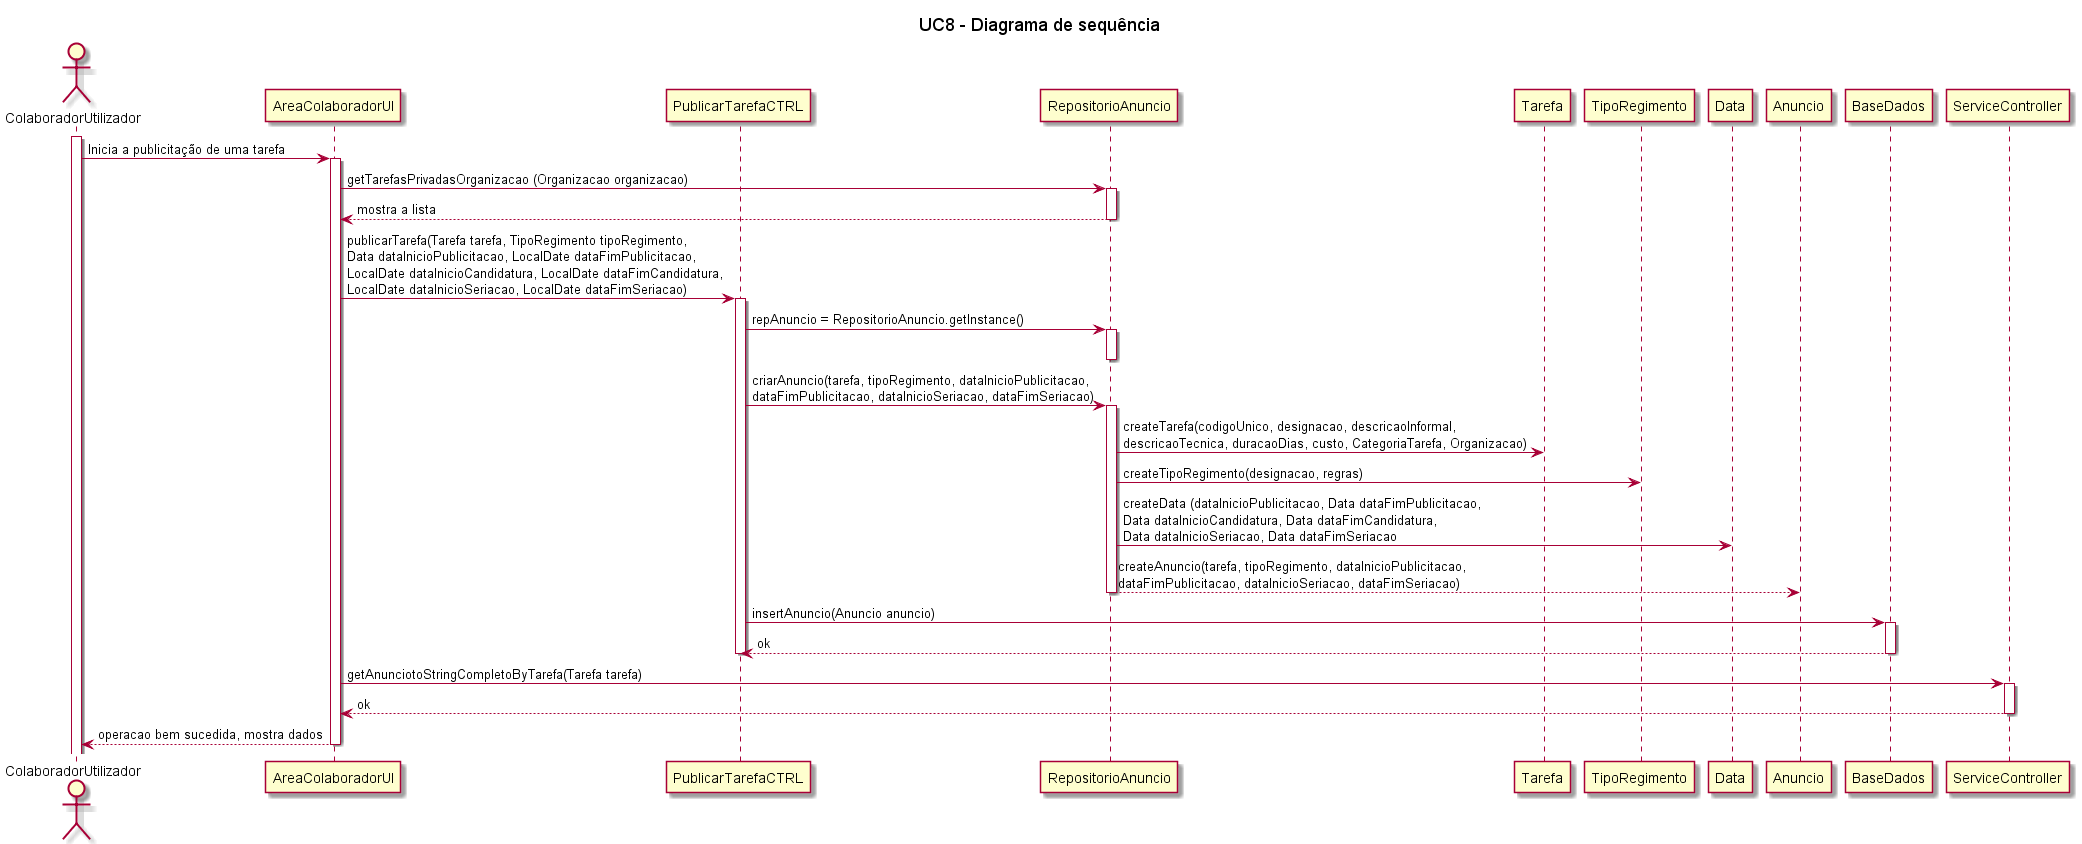 UC8 - Diagrama de sequência
ColaboradorUtilizador
AreaColaboradorUI
PublicarTarefaCTRL
RepositorioAnuncio
Tarefa
TipoRegimento
Data
Anuncio
BaseDados
ServiceController
Inicia a publicitação de uma tarefa
getTarefasPrivadasOrganizacao (Organizacao organizacao)
mostra a lista
publicarTarefa(Tarefa tarefa, TipoRegimento tipoRegimento,
Data dataInicioPublicitacao, LocalDate dataFimPublicitacao,
LocalDate dataInicioCandidatura, LocalDate dataFimCandidatura,
LocalDate dataInicioSeriacao, LocalDate dataFimSeriacao)
repAnuncio = RepositorioAnuncio.getInstance()
criarAnuncio(tarefa, tipoRegimento, dataInicioPublicitacao,
dataFimPublicitacao, dataInicioSeriacao, dataFimSeriacao)
createTarefa(codigoUnico, designacao, descricaoInformal,
descricaoTecnica, duracaoDias, custo, CategoriaTarefa, Organizacao)
createTipoRegimento(designacao, regras)
createData (dataInicioPublicitacao, Data dataFimPublicitacao,
Data dataInicioCandidatura, Data dataFimCandidatura,
Data dataInicioSeriacao, Data dataFimSeriacao
createAnuncio(tarefa, tipoRegimento, dataInicioPublicitacao,
dataFimPublicitacao, dataInicioSeriacao, dataFimSeriacao)
insertAnuncio(Anuncio anuncio)
ok
getAnunciotoStringCompletoByTarefa(Tarefa tarefa)
ok
operacao bem sucedida, mostra dados
ColaboradorUtilizador
AreaColaboradorUI
PublicarTarefaCTRL
RepositorioAnuncio
Tarefa
TipoRegimento
Data
Anuncio
BaseDados
ServiceController